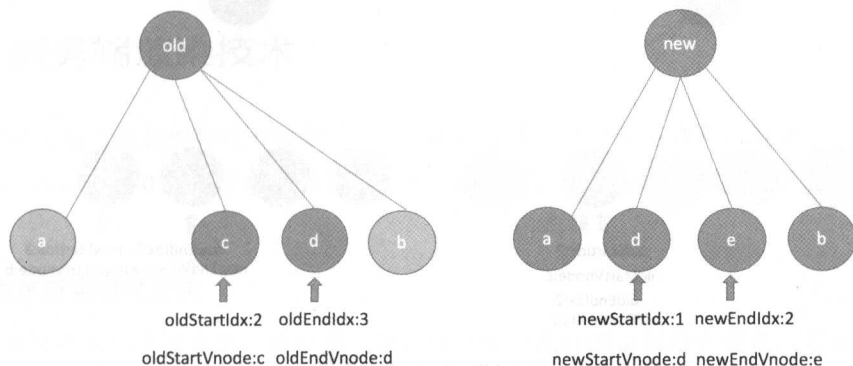 old
new
a
c
d
b
a
d
e
b
oldStartIdx:2 oldEndIdx:3
newStartIdx:1 newEndIdx:2
oldStartVnode:c oldEndVnode:d
newStartVnode:d newEndVnode:e